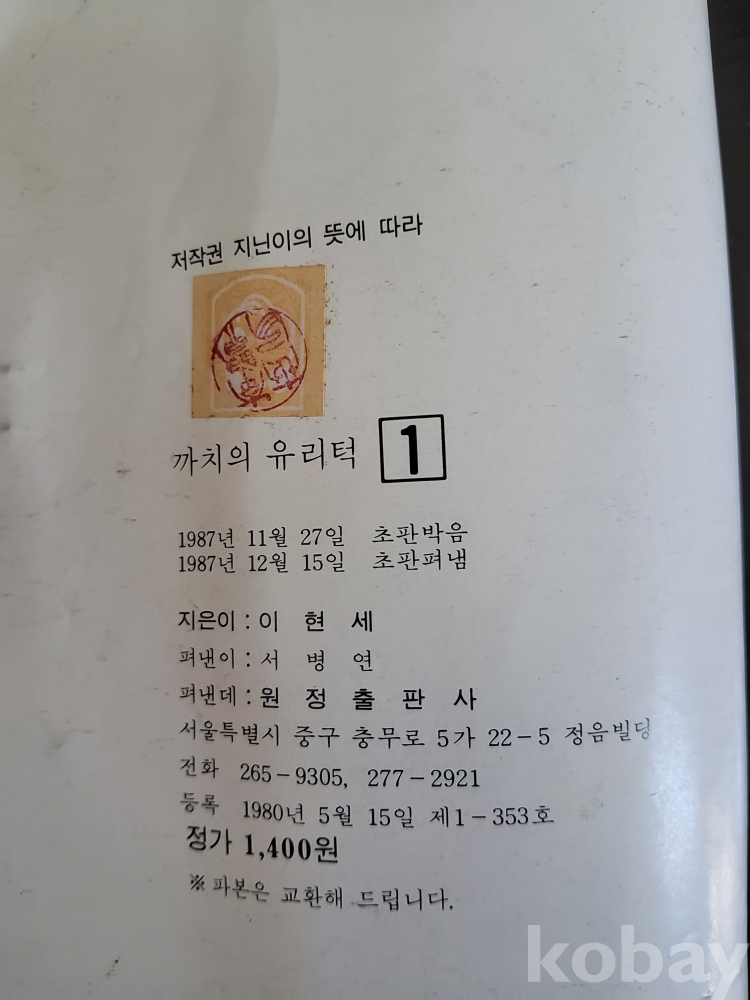 저작권 지닌이의 뜻에 따라
까치의 유리턱 1
1987년 11월 27일 초판박음
1987년 12월 15일 초판펴냄
지은이 : 이 현 세
펴낸이 : 서 병 연
펴낸데 : 원 정 출 판 사
서울특별시 중구 충무로 5가 22-5 정음빌딩
전화 265-9305, 277-2921
등록 1980년 5월 15일 제1-353호
정가 1,400원
※파본은 교환해 드립니다.
kobay